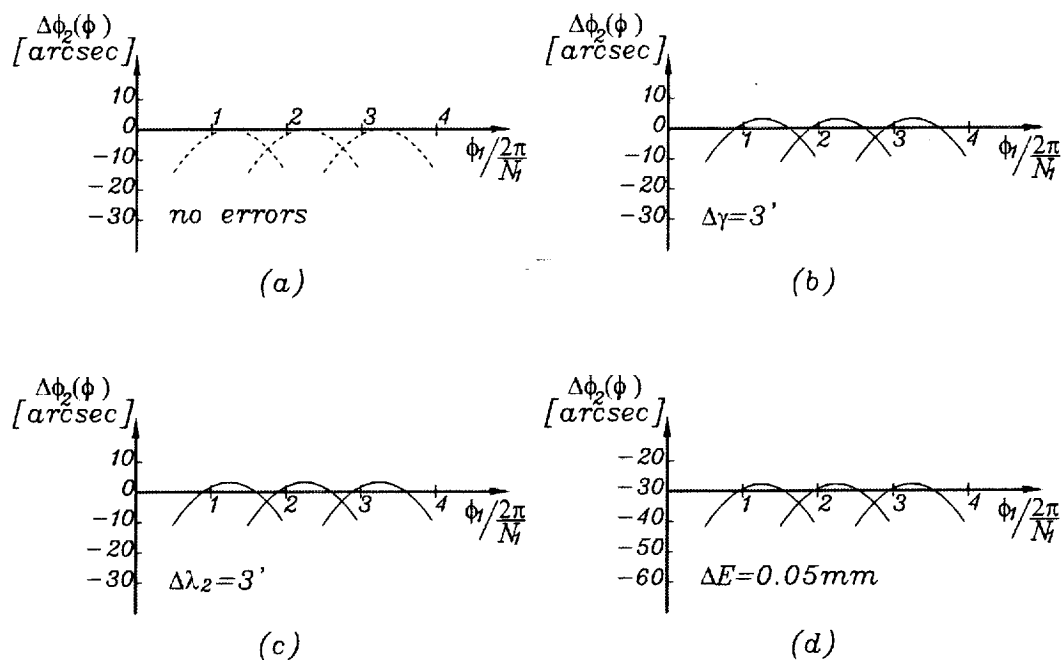 Δϕ₂(ϕ)
[arcsec]
10
0
−10
−20
−30
1
2
3
4
ϕ₁/2π/N₁
no errors
(a)
Δϕ₂(ϕ)
[arcsec]
10
0
−10
−20
−30
1
2
3
4
ϕ₁/2π/N₁
Δγ=3'
(b)
Δϕ₂(ϕ)
[arcsec]
10
0
−10
−20
−30
1
2
3
4
ϕ₁/2π/N₁
Δλ₂=3'
(c)
Δϕ₂(ϕ)
[arcsec]
−20
−30
−40
−50
−60
1
2
3
4
ϕ₁/2π/N₁
ΔE=0.05mm
(d)